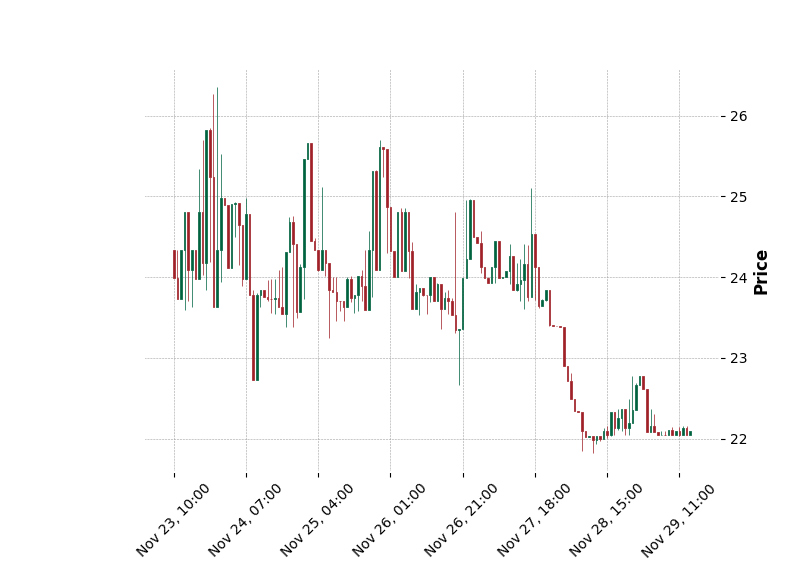 26
25
24
23
22
Price
Nov 23, 10:00
Nov 24, 07:00
Nov 25, 04:00
Nov 26, 01:00
Nov 26, 21:00
Nov 27, 18:00
Nov 28, 15:00
Nov 29, 11:00